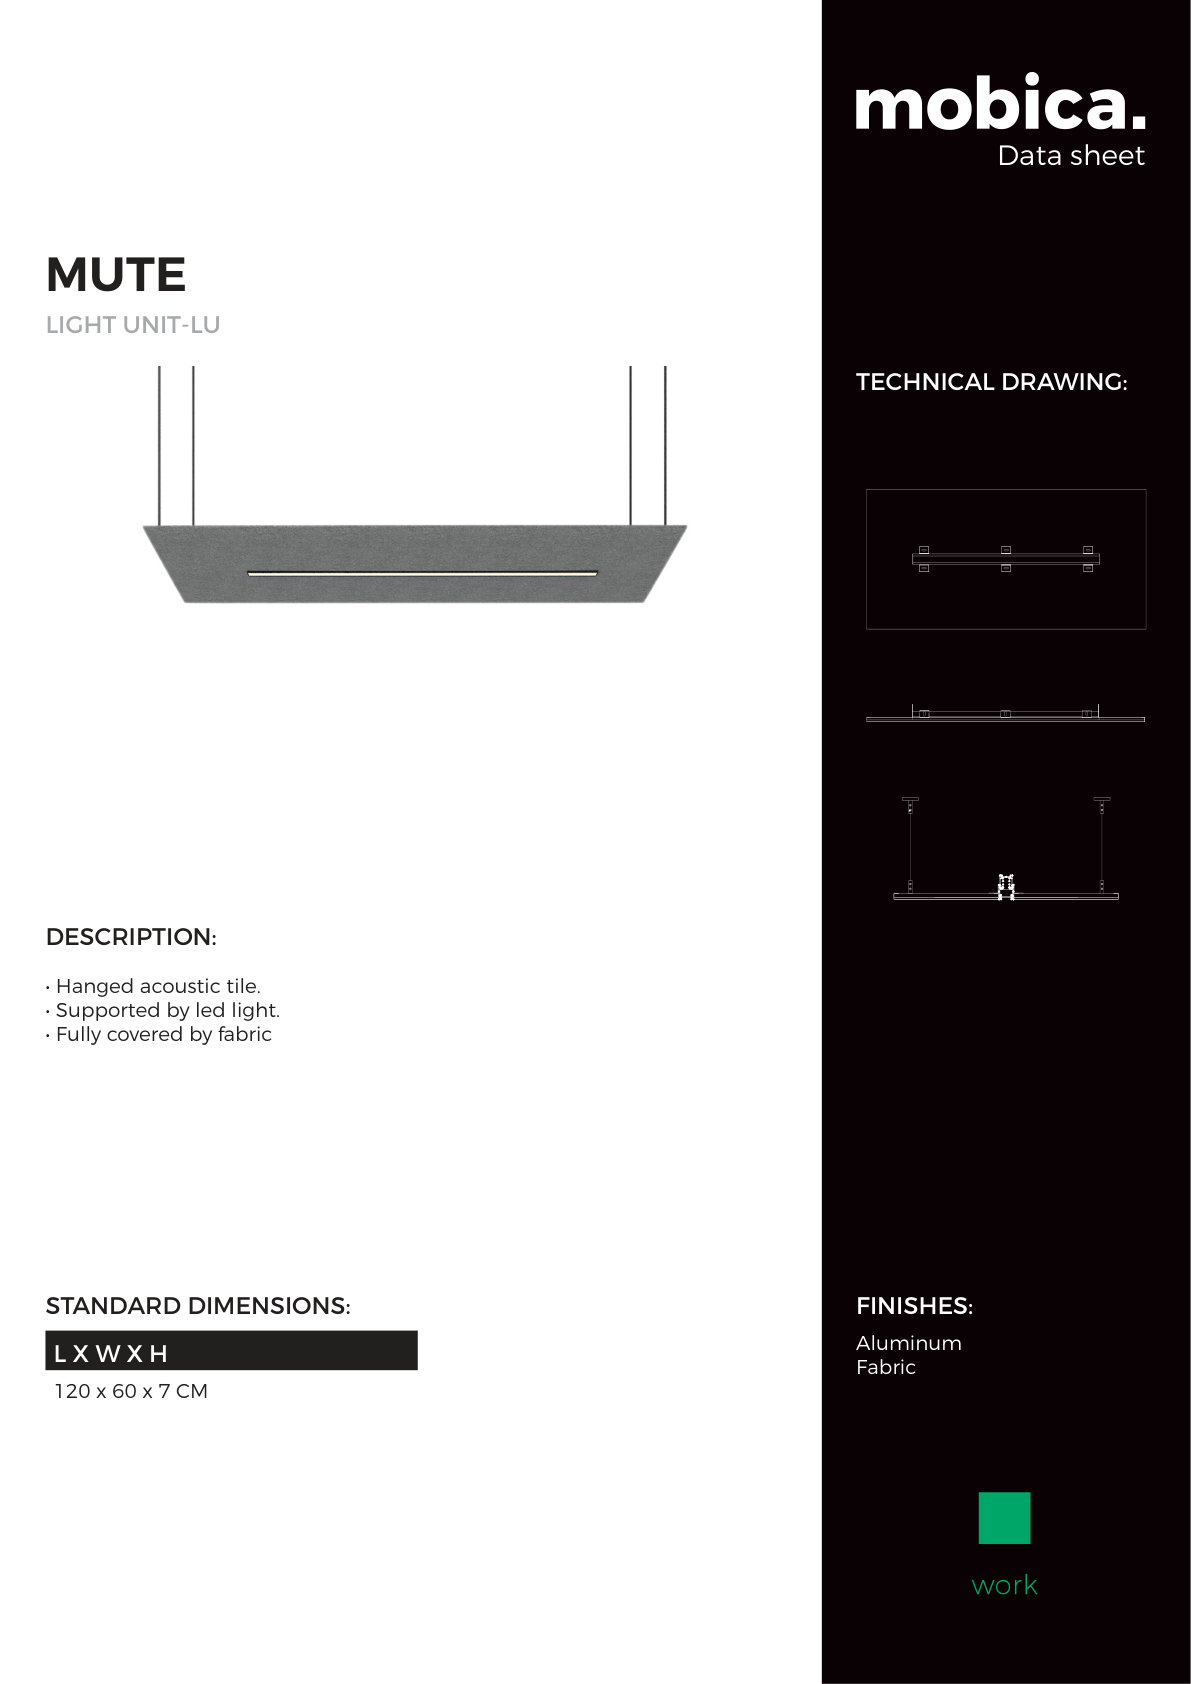 mobica.
Data sheet
MUTE
LIGHT UNIT-LU
TECHNICAL DRAWING:
DESCRIPTION:
• Hanged acoustic tile.
• Supported by led light.
• Fully covered by fabric
STANDARD DIMENSIONS:
L X W X H
120 x 60 x 7 CM
FINISHES:
Aluminum
Fabric
work